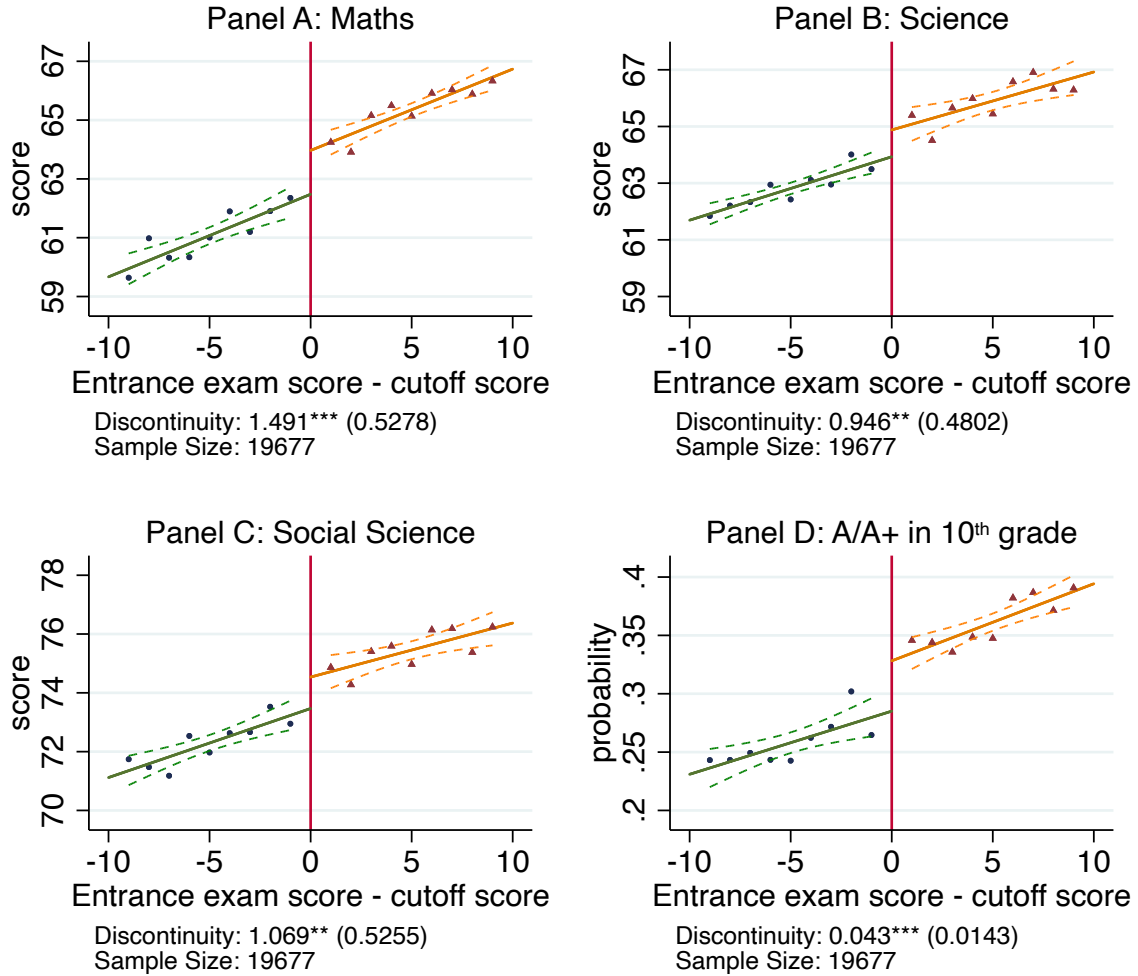 Panel A: Maths
score
59 61 63 65 67
-10 -5 0 5 10
Entrance exam score - cutoff score
Discontinuity: 1.491*** (0.5278)
Sample Size: 19677
Panel B: Science
score
59 61 63 65 67
-10 -5 0 5 10
Entrance exam score - cutoff score
Discontinuity: 0.946** (0.4802)
Sample Size: 19677
Panel C: Social Science
score
70 72 74 76 78
-10 -5 0 5 10
Entrance exam score - cutoff score
Discontinuity: 1.069** (0.5255)
Sample Size: 19677
Panel D: A/A+ in 10th grade
probability
.2 .25 .3 .35 .4
-10 -5 0 5 10
Entrance exam score - cutoff score
Discontinuity: 0.043*** (0.0143)
Sample Size: 19677